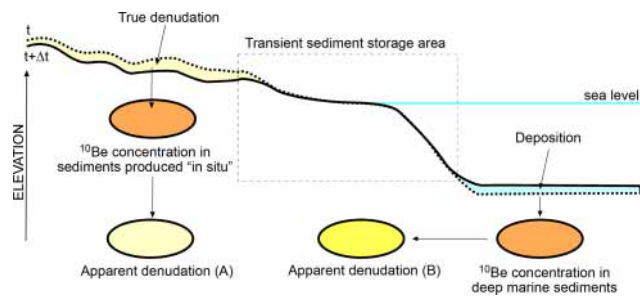 t
True denudation
t+Δt
Transient sediment storage area
sea level
Deposition
ELEVATION
¹⁰Be concentration in
sediments produced “in situ”
Apparent denudation (A)
Apparent denudation (B)
¹⁰Be concentration in
deep marine sediments